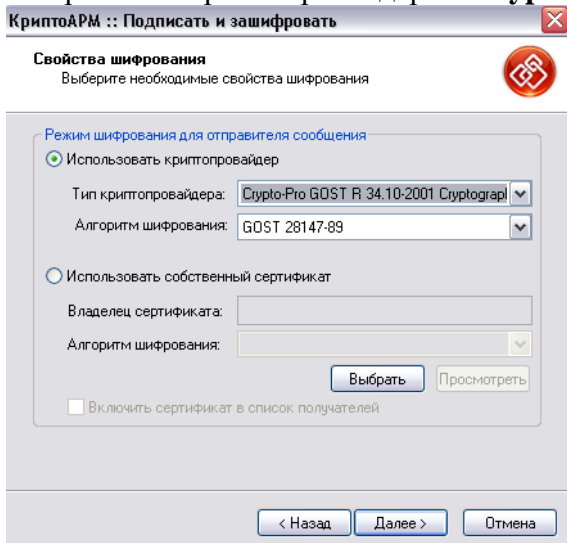 КриптоАРМ :: Подписать и зашифровать
Свойства шифрования
Выберите необходимые свойства шифрования
Режим шифрования для отправителя сообщения
Использовать криптопровайдер
Тип криптопровайдера: Crypto-Pro GOST R 34.10-2001 Cryptograpl
Алгоритм шифрования: GOST 28147-89
Использовать собственный сертификат
Владелец сертификата:
Алгоритм шифрования:
Выбрать Просмотреть
Включить сертификат в список получателей
< Назад Далее > Отмена